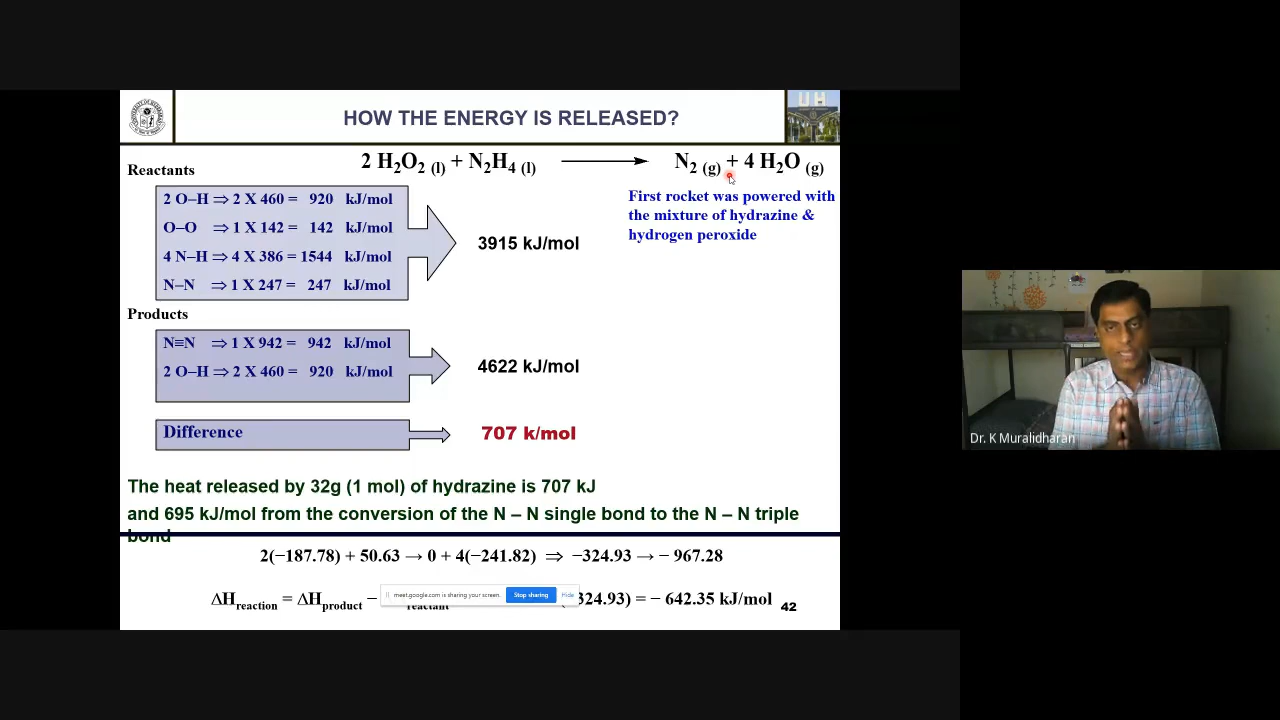 HOW THE ENERGY IS RELEASED?
2 H₂O₂ (l) + N₂H₄ (l) ⟶ N₂ (g) + 4 H₂O (g)
Reactants
First rocket was powered with
the mixture of hydrazine &
hydrogen peroxide
2 O–H ⇒ 2 X 460 = 920 kJ/mol
O–O ⇒ 1 X 142 = 142 kJ/mol
4 N–H ⇒ 4 X 386 = 1544 kJ/mol
N–N ⇒ 1 X 247 = 247 kJ/mol
3915 kJ/mol
Products
N≡N ⇒ 1 X 942 = 942 kJ/mol
2 O–H ⇒ 2 X 460 = 920 kJ/mol
4622 kJ/mol
Difference
707 k/mol
The heat released by 32g (1 mol) of hydrazine is 707 kJ
and 695 kJ/mol from the conversion of the N – N single bond to the N – N triple
bond
2(−187.78) + 50.63 → 0 + 4(−241.82) ⇒ −324.93 → − 967.28
ΔHreaction = ΔHproduct − reactant 324.93) = − 642.35 kJ/mol
42
meet.google.com is sharing your screen.
Stop sharing
Hide
Dr. K Muralidharan